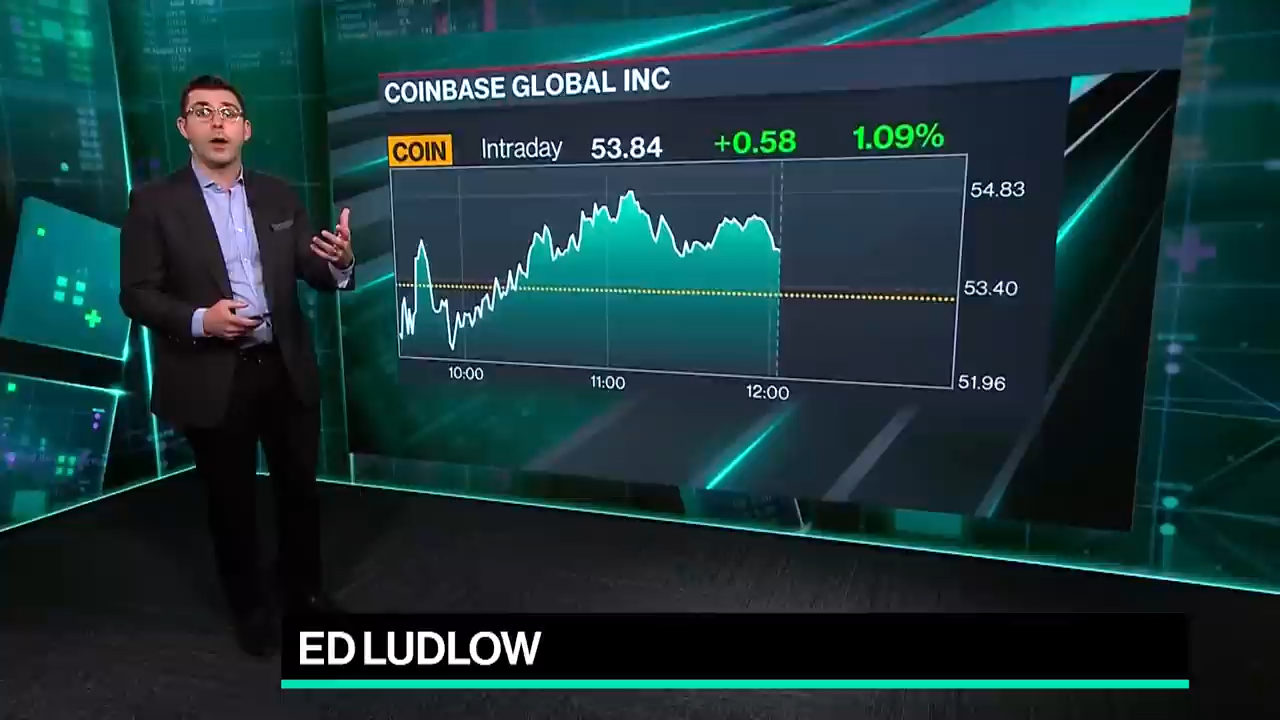 COINBASE GLOBAL INC
COIN Intraday 53.84 +0.58 1.09%
54.83
53.40
51.96
10:00 11:00 12:00
ED LUDLOW